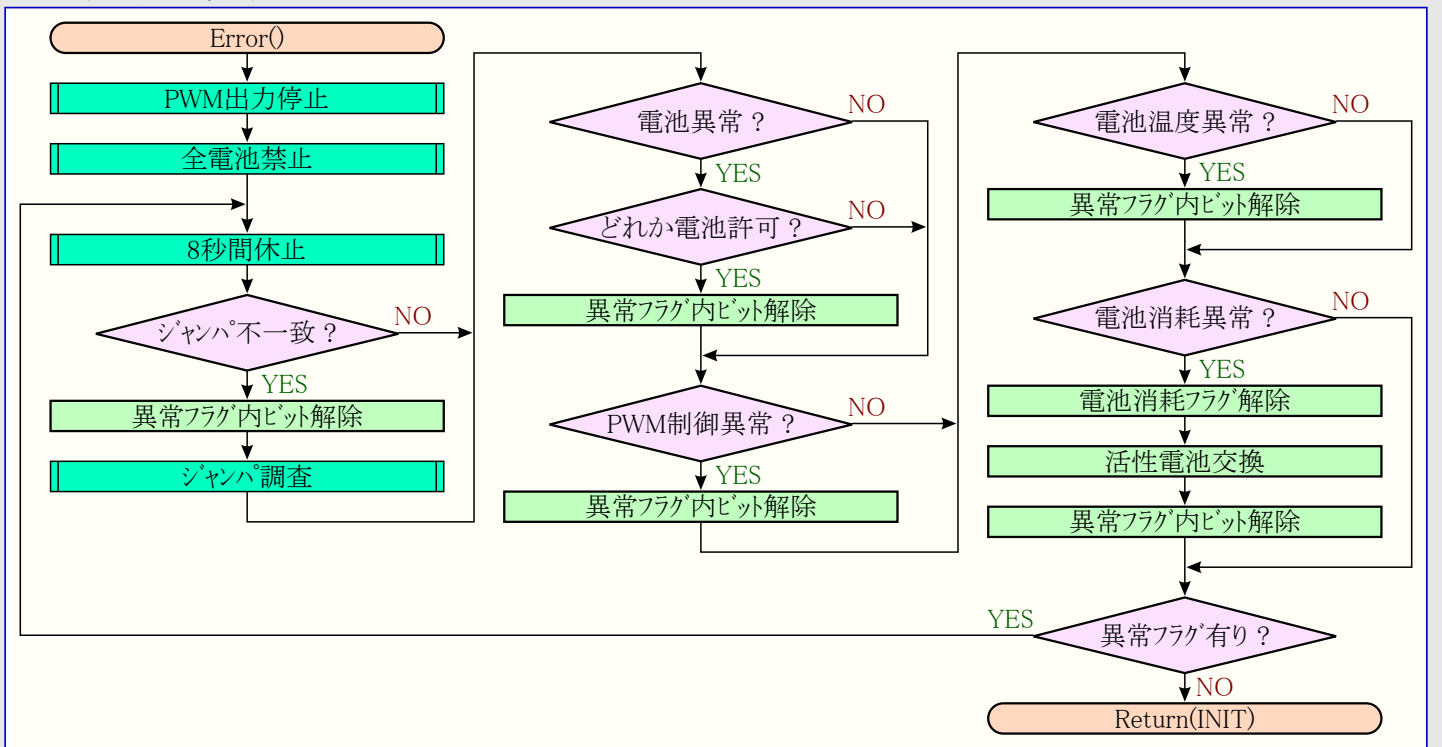 Error()
PWM出力停止
全電池禁止
8秒間休止
ジャンパ不一致？
NO
YES
異常フラグ内ビット解除
ジャンパ調査
電池異常？
NO
YES
どれか電池許可？
NO
YES
異常フラグ内ビット解除
PWM制御異常？
NO
YES
異常フラグ内ビット解除
電池温度異常？
NO
YES
異常フラグ内ビット解除
電池消耗異常？
NO
YES
電池消耗フラグ解除
活性電池交換
異常フラグ内ビット解除
異常フラグ有り？
YES
NO
Return(INIT)